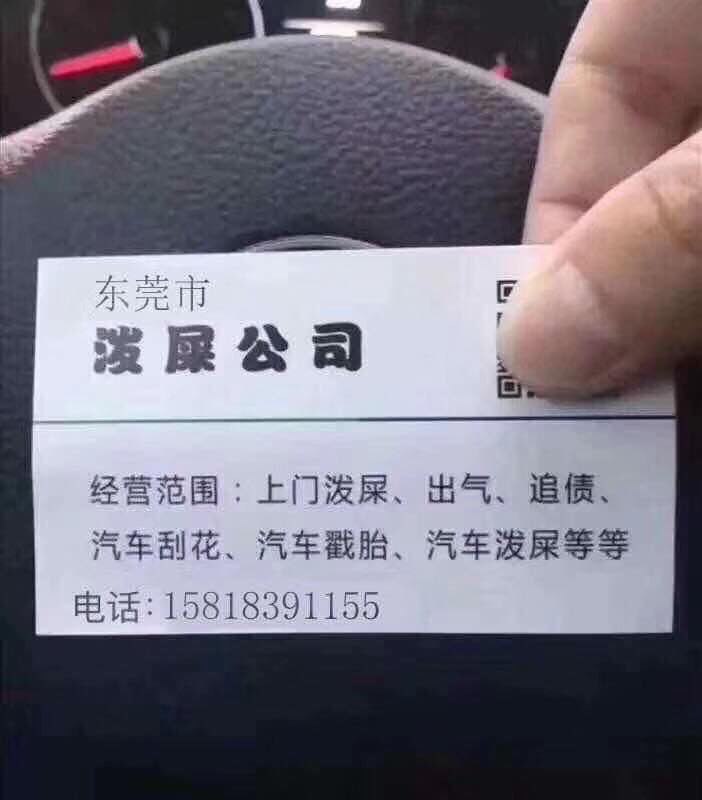 东莞市
泼屎公司
经营范围：上门泼屎、出气、追债、
汽车刮花、汽车戳胎、汽车泼屎等等
电话:15818391155